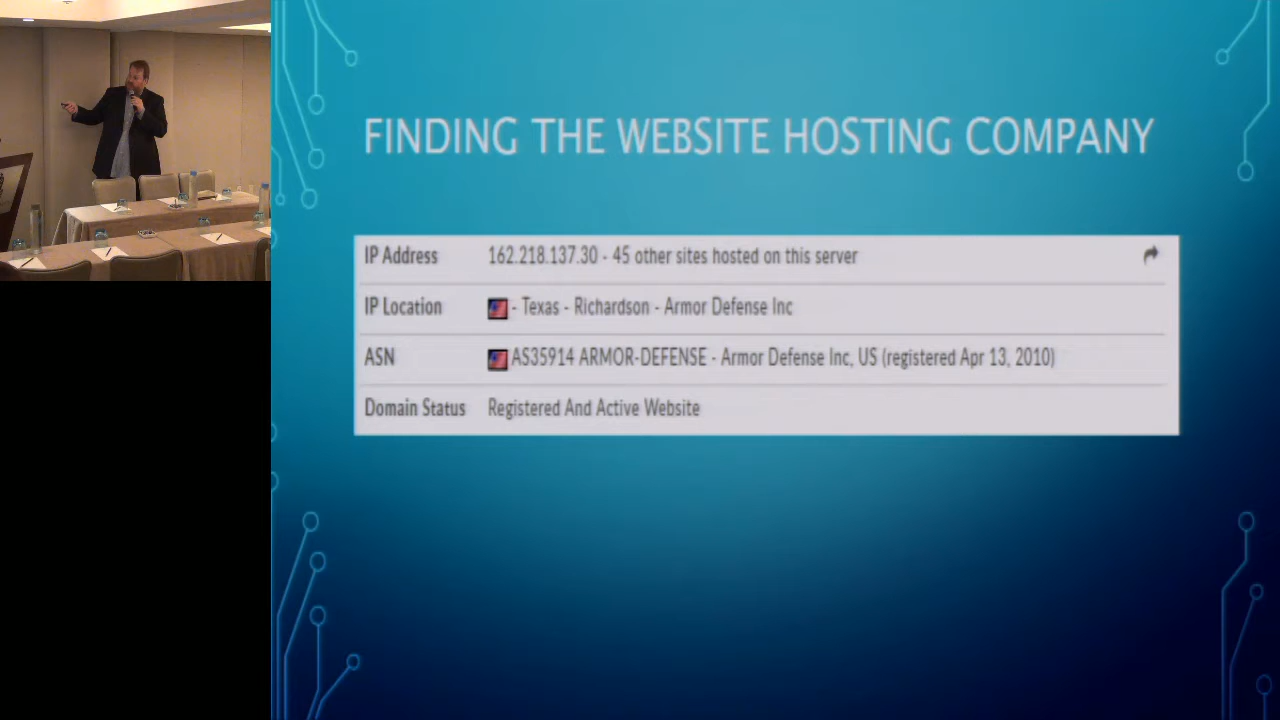 FINDING THE WEBSITE HOSTING COMPANY
IP Address 162.218.137.30 - 45 other sites hosted on this server
IP Location - Texas - Richardson - Armor Defense Inc
ASN AS35914 ARMOR-DEFENSE - Armor Defense Inc, US (registered Apr 13, 2010)
Domain Status Registered And Active Website